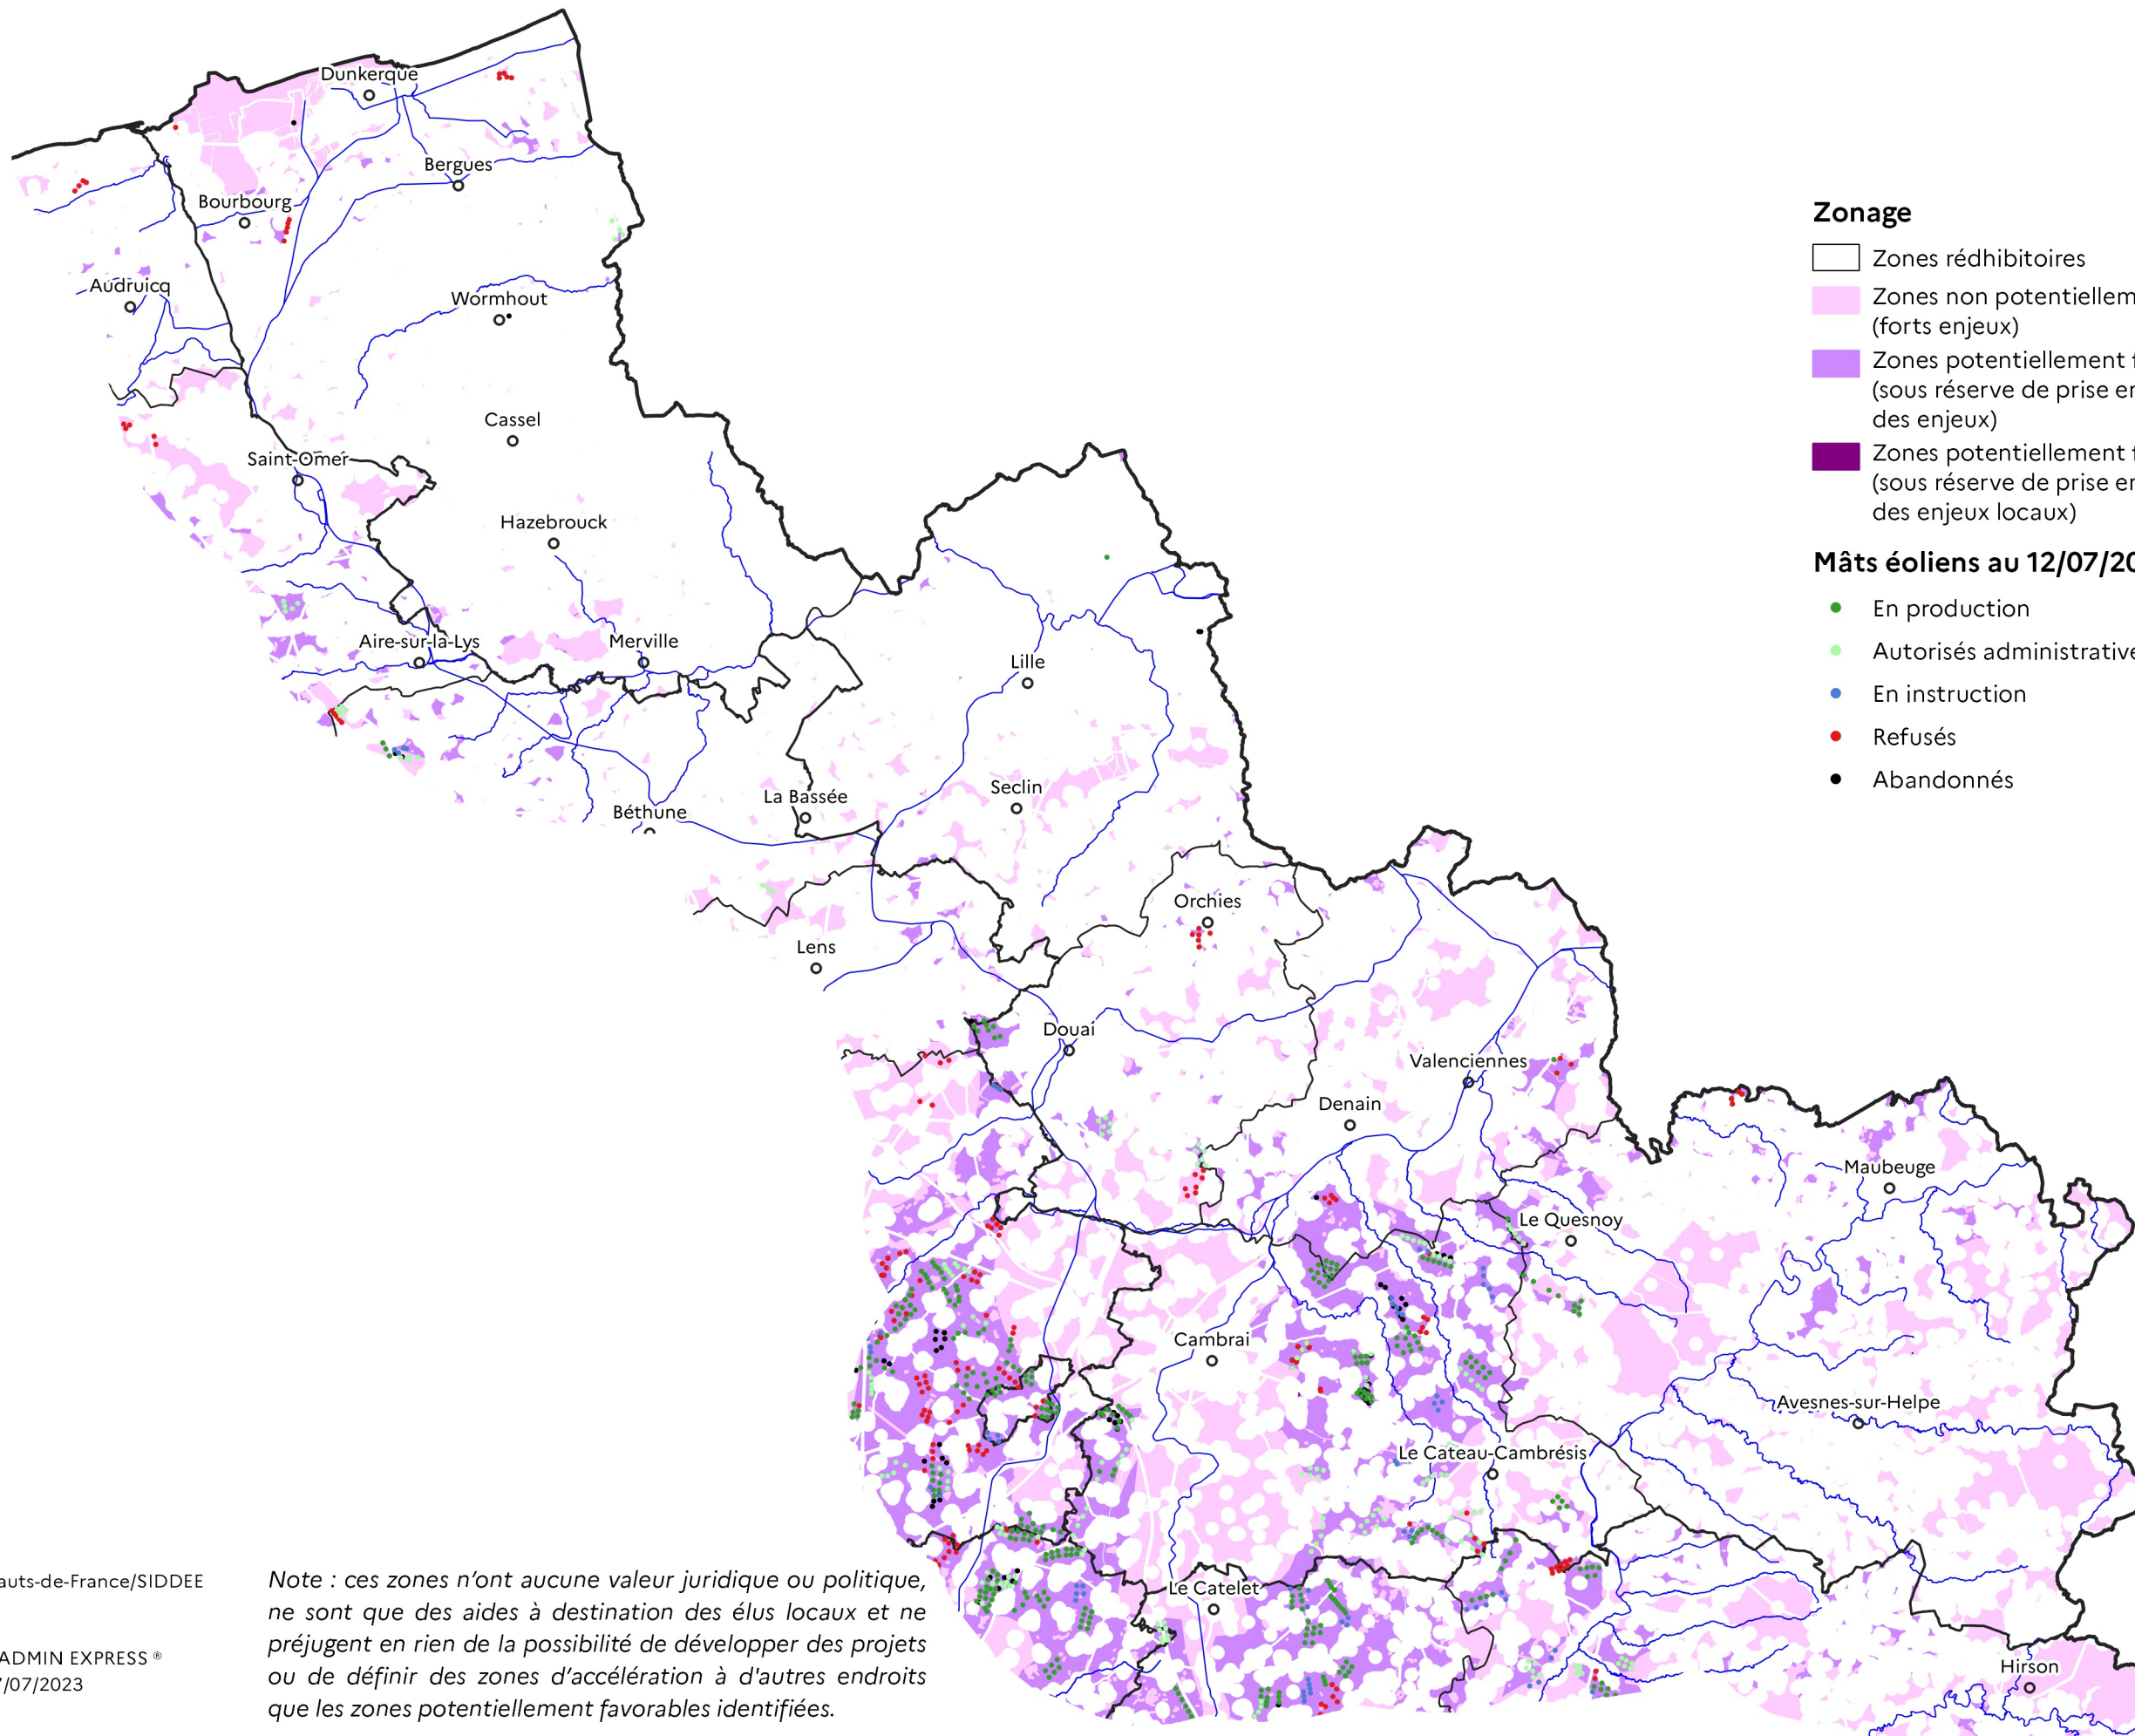 Dunkerque
Bergues
Bourbourg
Audruicq
Wormhout
Cassel
Saint-Omer
Hazebrouck
Aire-sur-la-Lys
Merville
Lille
Béthune
La Bassée
Seclin
Orchies
Lens
Douai
Valenciennes
Denain
Maubeuge
Le Quesnoy
Cambrai
Avesnes-sur-Helpe
Le Cateau-Cambrésis
Le Catelet
Hirson
Zonage
Zones rédhibitoires
Zones non potentiellem
(forts enjeux)
Zones potentiellement f
(sous réserve de prise en
des enjeux)
Zones potentiellement f
(sous réserve de prise en
des enjeux locaux)
Mâts éoliens au 12/07/20
En production
Autorisés administrative
En instruction
Refusés
Abandonnés
auts-de-France/SIDDEE
ADMIN EXPRESS ®
/07/2023
Note : ces zones n’ont aucune valeur juridique ou politique,
ne sont que des aides à destination des élus locaux et ne
préjugent en rien de la possibilité de développer des projets
ou de définir des zones d’accélération à d'autres endroits
que les zones potentiellement favorables identifiées.